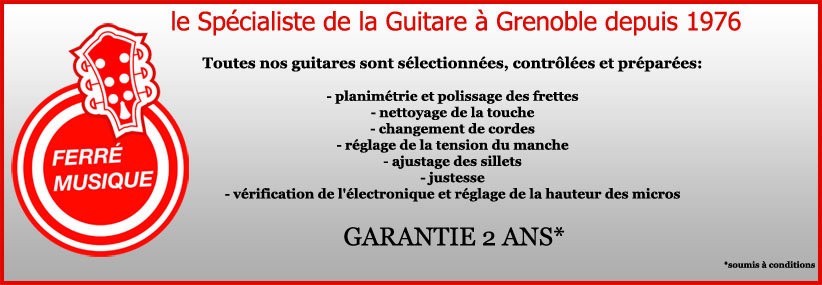 le Spécialiste de la Guitare à Grenoble depuis 1976
Toutes nos guitares sont sélectionnées, contrôlées et préparées:
- planimétrie et polissage des frettes
- nettoyage de la touche
- changement de cordes
- réglage de la tension du manche
- ajustage des sillets
- justesse
- vérification de l'électronique et réglage de la hauteur des micros
FERRÉ
MUSIQUE
GARANTIE 2 ANS*
*soumis à conditions